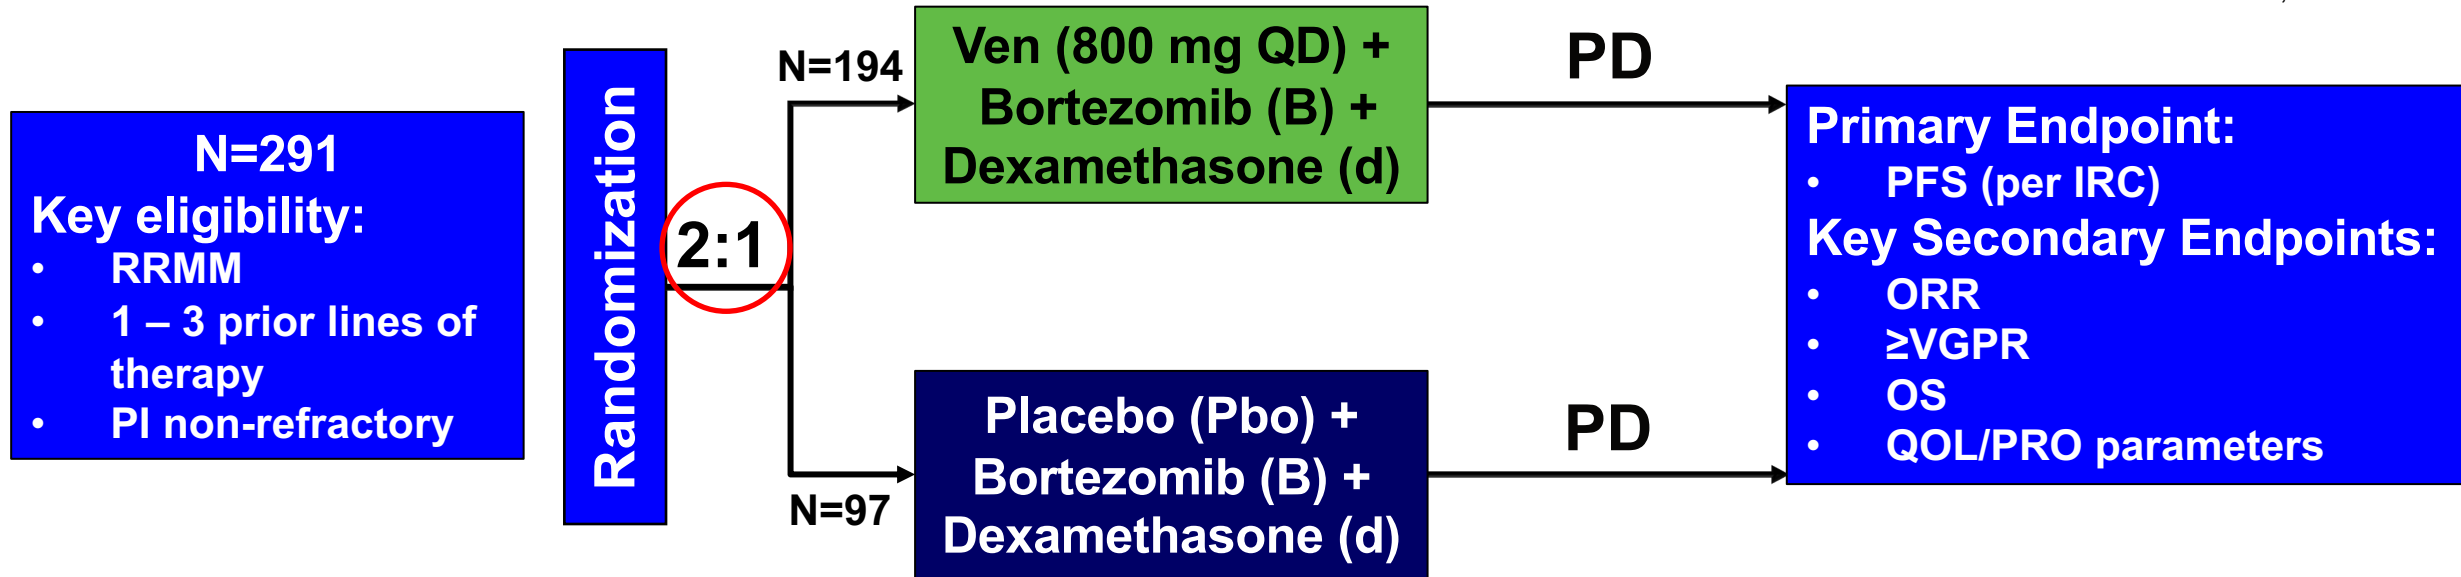 N=291
Key eligibility:
• RRMM
• 1 – 3 prior lines of
therapy
• PI non-refractory
Randomization
2:1
N=194
Ven (800 mg QD) +
Bortezomib (B) +
Dexamethasone (d)
PD
N=97
Placebo (Pbo) +
Bortezomib (B) +
Dexamethasone (d)
PD
Primary Endpoint:
• PFS (per IRC)
Key Secondary Endpoints:
• ORR
• ≥VGPR
• OS
• QOL/PRO parameters